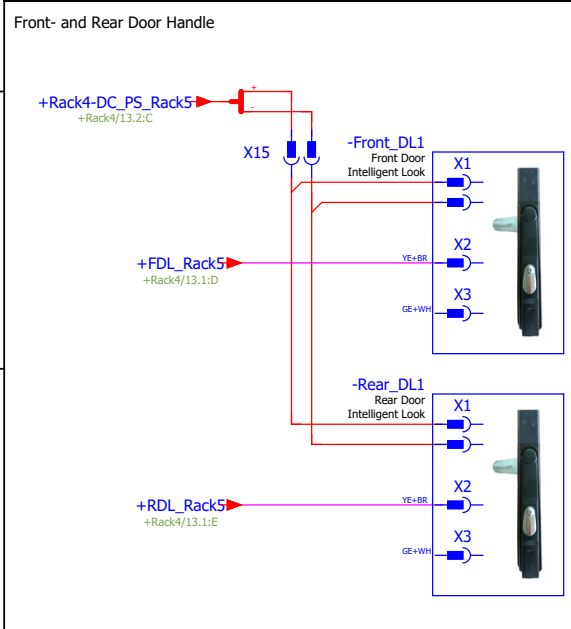 Front- and Rear Door Handle
+Rack4-DC_PS_Rack5
+Rack4/13.2:C
+
-
X15
-Front_DL1
Front Door
Intelligent Look
X1
+FDL_Rack5
+Rack4/13.1:D
YE+BR
X2
GE+WH
X3
-Rear_DL1
Rear Door
Intelligent Look
X1
+RDL_Rack5
+Rack4/13.1:E
YE+BR
X2
GE+WH
X3